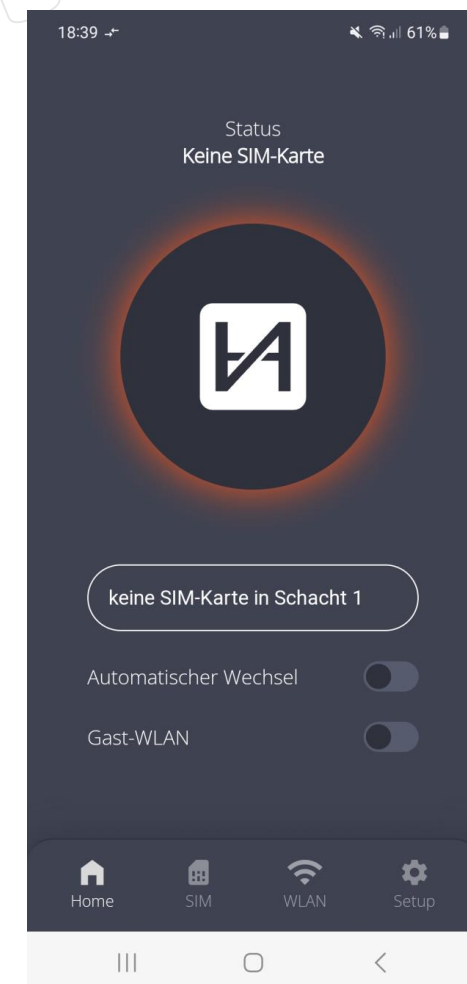 18:39 61%
Status
Keine SIM-Karte
keine SIM-Karte in Schacht 1
Automatischer Wechsel
Gast-WLAN
Home SIM WLAN Setup